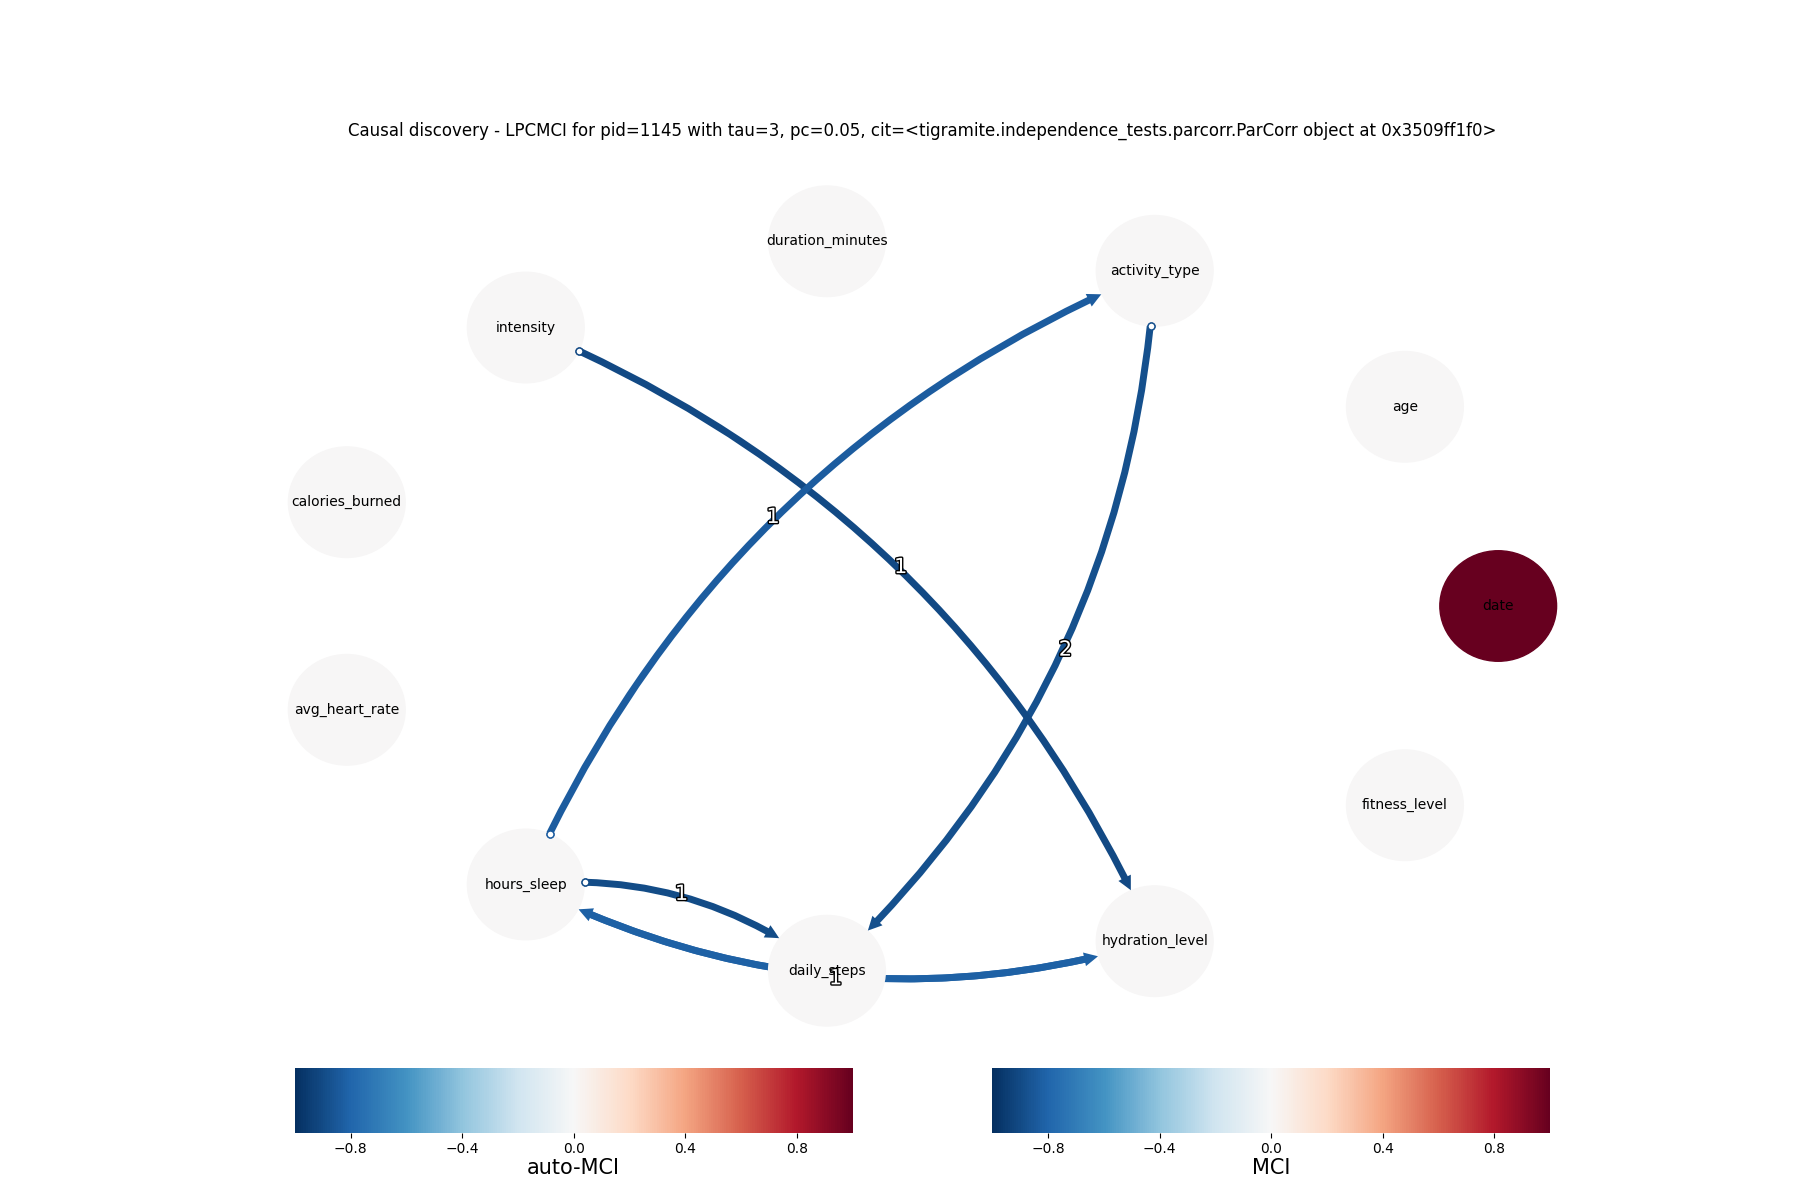 Causal discovery - LPCMCI for pid=1145 with tau=3, pc=0.05, cit=<tigramite.independence_tests.parcorr.ParCorr object at 0x3509ff1f0>
duration_minutes
activity_type
intensity
age
calories_burned
1
1
date
2
avg_heart_rate
fitness_level
hours_sleep
1
hydration_level
daily_steps
1
−0.8 −0.4 0.0 0.4 0.8
auto-MCI
−0.8 −0.4 0.0 0.4 0.8
MCI